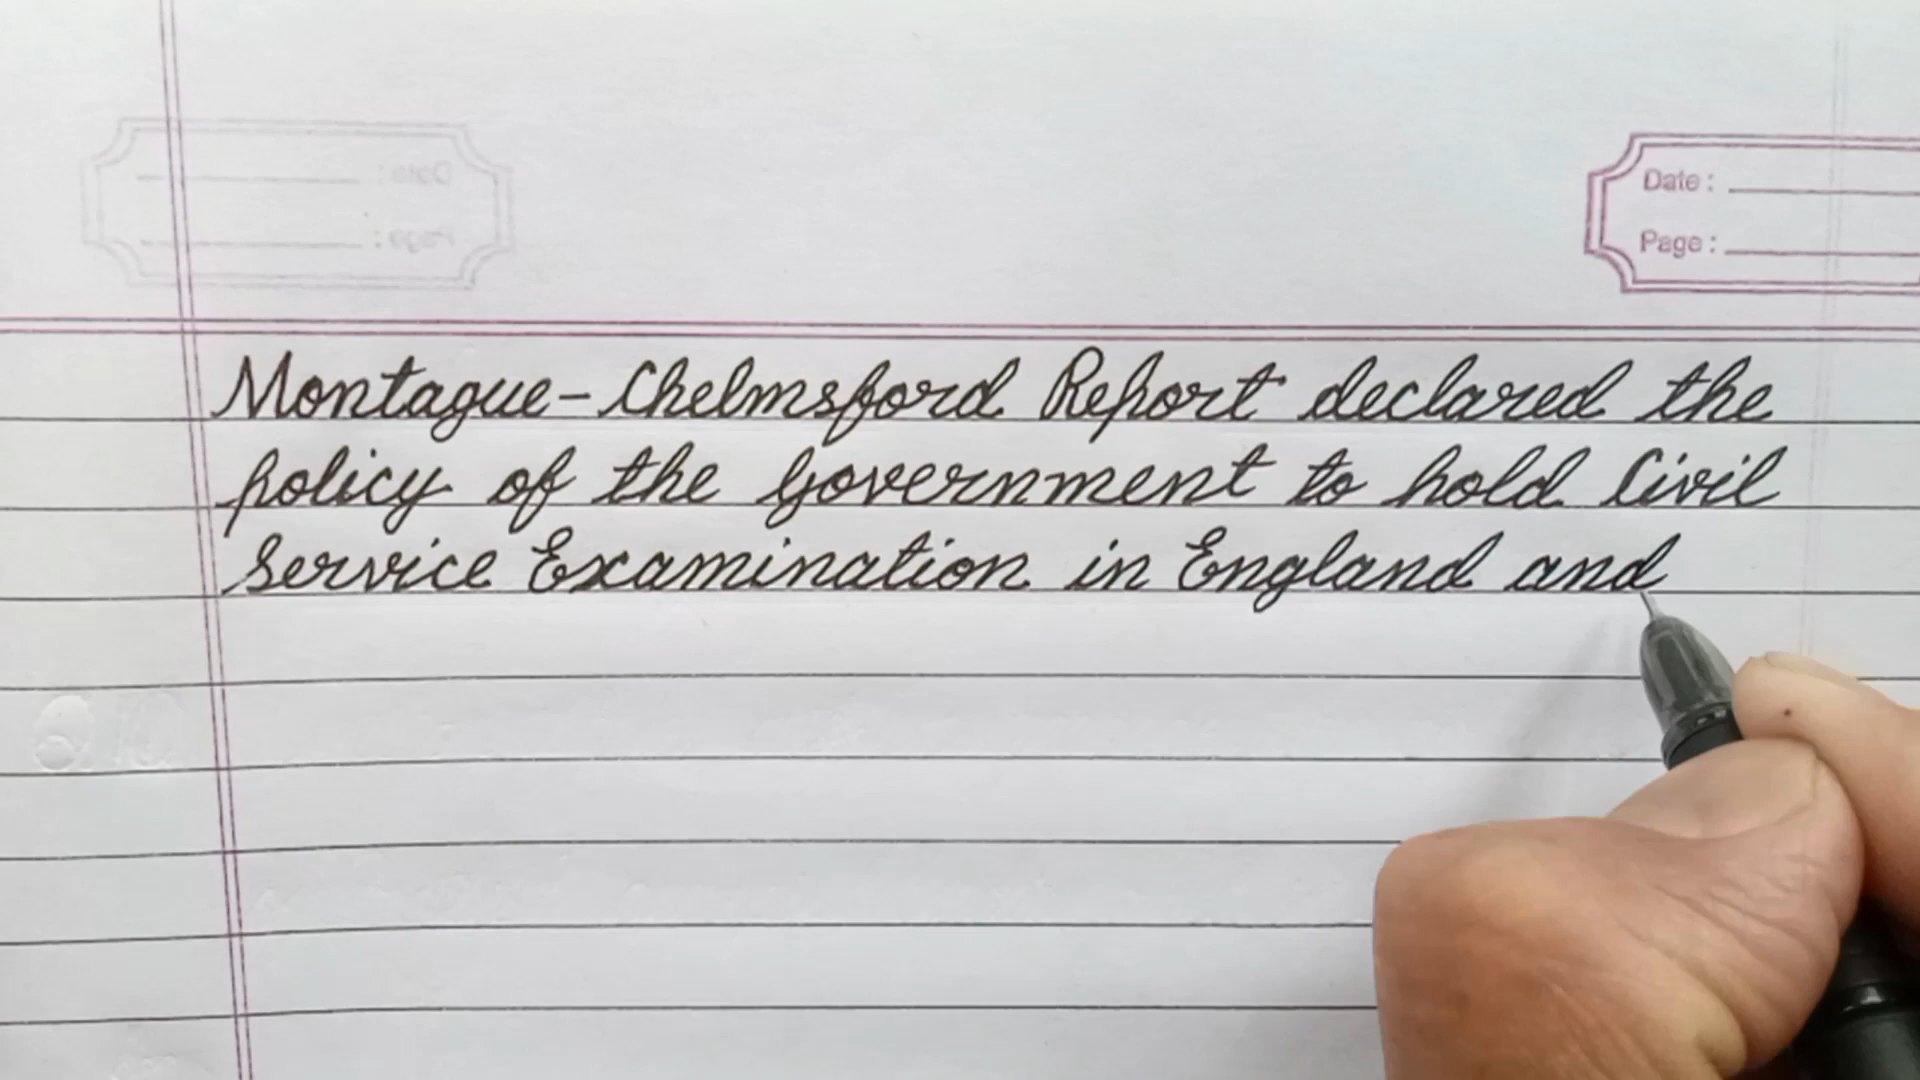 Date :
Page :
Montague-Chelmsford Report declared the
policy of the Government to hold Civil
Service Examination in England and